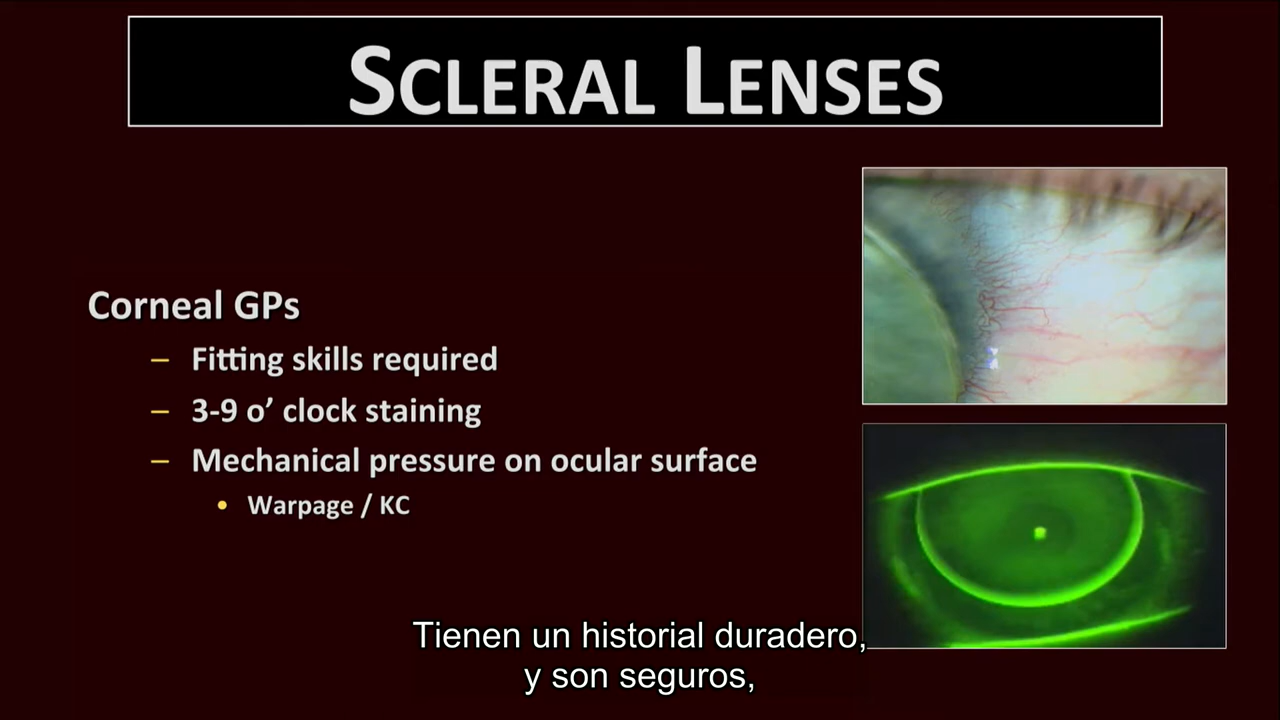 SCLERAL LENSES
Corneal GPs
– Fitting skills required
– 3-9 o’ clock staining
– Mechanical pressure on ocular surface
• Warpage / KC
Tienen un historial duradero,
y son seguros,